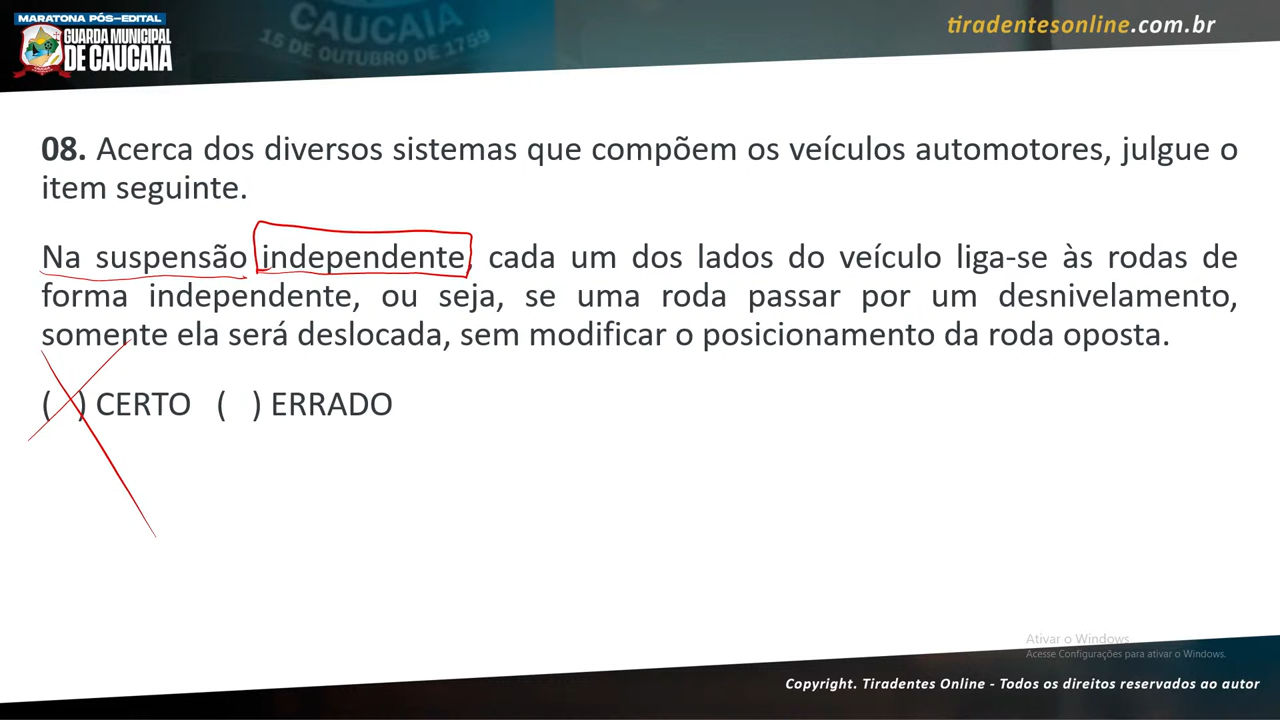 MARATONA PÓS-EDITAL
GUARDA MUNICIPAL
DE CAUCAIA
CAUCAIA
15 DE OUTUBRO DE 1759
tiradentesonline.com.br
08. Acerca dos diversos sistemas que compõem os veículos automotores, julgue o
item seguinte.
Na suspensão independente, cada um dos lados do veículo liga-se às rodas de
forma independente, ou seja, se uma roda passar por um desnivelamento,
somente ela será deslocada, sem modificar o posicionamento da roda oposta.
( ) CERTO ( ) ERRADO
Ativar o Windows
Acesse Configurações para ativar o Windows.
Copyright. Tiradentes Online - Todos os direitos reservados ao autor